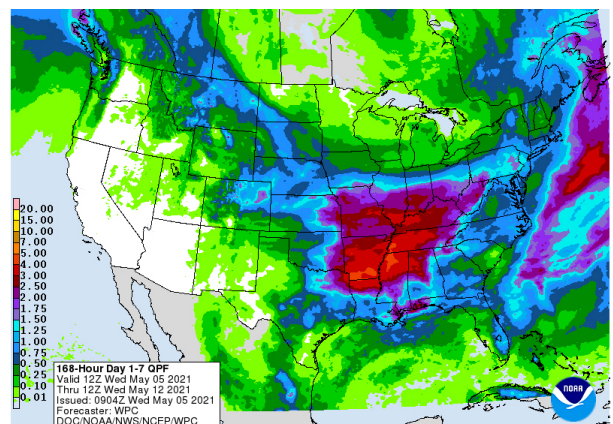 20.00
15.00
10.00
7.00
5.00
4.00
3.00
2.50
2.00
1.75
1.50
1.25
1.00
0.75
0.50
0.25
0.10
0.01
168-Hour Day 1-7 QPF
Valid 12Z Wed May 05 2021
Thru 12Z Wed May 12 2021
Issued: 0904Z Wed May 05 2021
Forecaster: WPC
DOC/NOAA/NWS/NCEP/WPC
NOAA